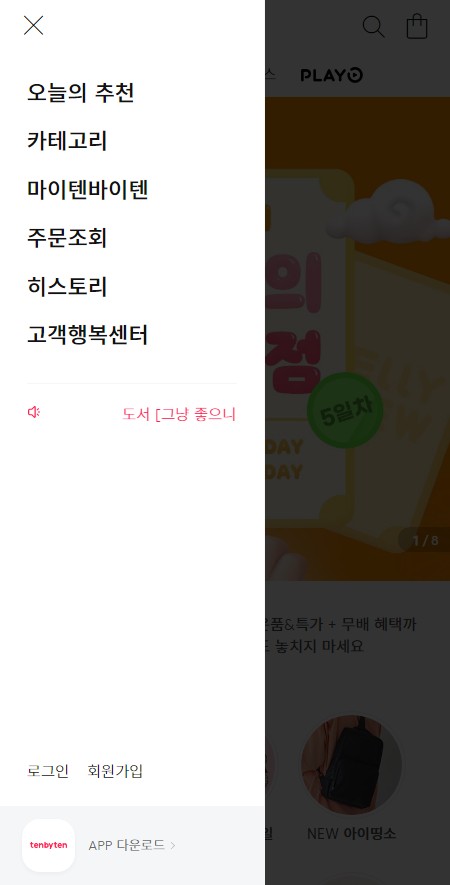 오늘의 추천
카테고리
마이텐바이텐
주문조회
히스토리
고객행복센터
도서 [그냥 좋으니
로그인 회원가입
tenbyten
APP 다운로드 >
스 PLAY
의
점
5일차
DAY
DAY
1 / 8
품&특가 + 무배 혜택까
놓치지 마세요
NEW 아이띵소